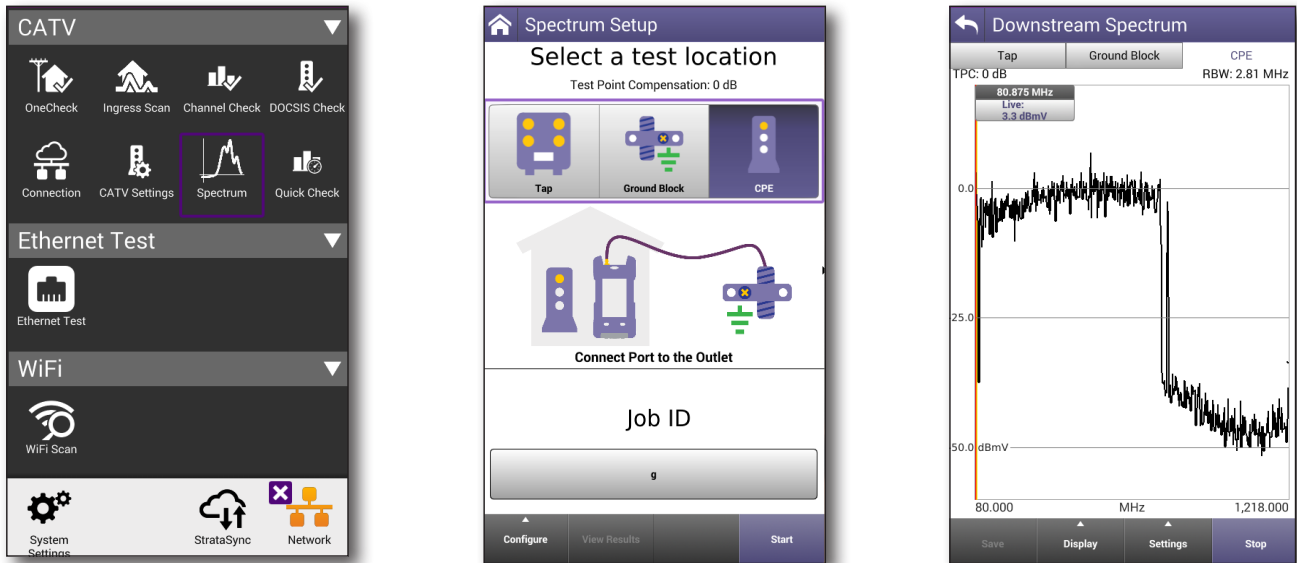 CATV
OneCheck Ingress Scan Channel Check DOCSIS Check
Connection CATV Settings Spectrum Quick Check
Ethernet Test
Ethernet Test
WiFi
WiFi Scan
System
Settings
StrataSync
Network
Spectrum Setup
Select a test location
Test Point Compensation: 0 dB
Tap Ground Block CPE
Connect Port to the Outlet
Job ID
g
Configure View Results Start
Downstream Spectrum
Tap Ground Block CPE
TPC: 0 dB RBW: 2.81 MHz
80.875 MHz
Live:
3.3 dBmV
0.0
25.0
50.0 dBmV
80.000 MHz 1,218.000
Save Display Settings Stop